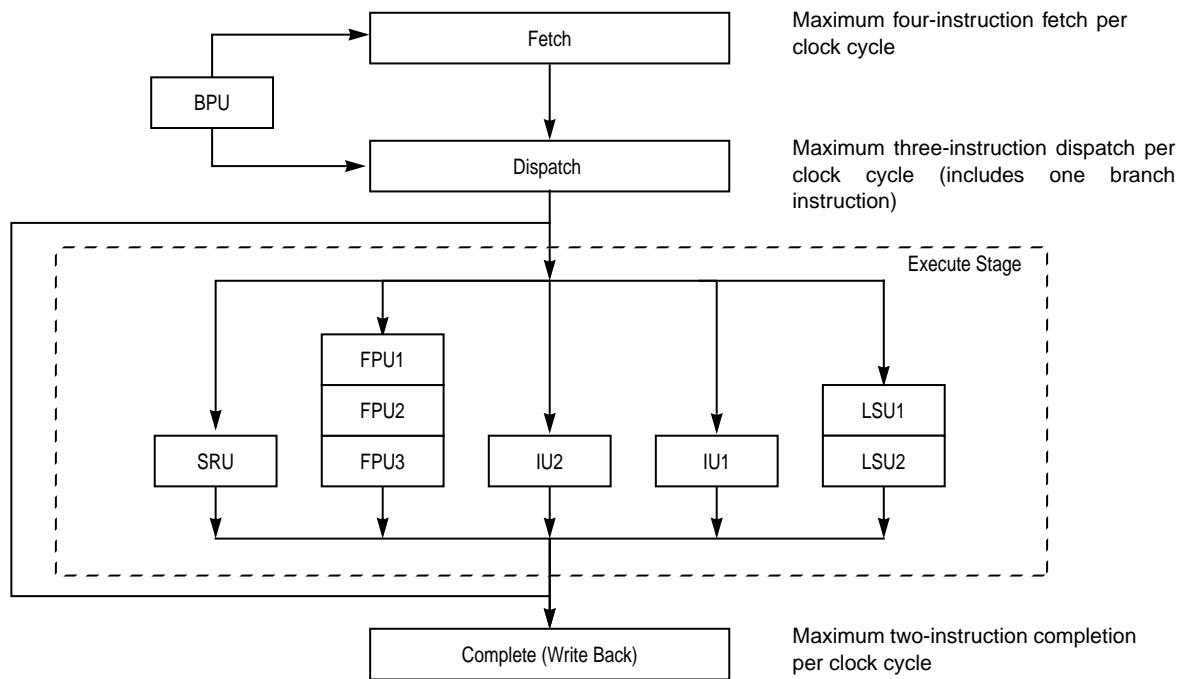 Maximum four-instruction fetch per
clock cycle
Fetch
BPU
Maximum three-instruction dispatch per
clock cycle (includes one branch
instruction)
Dispatch
Execute Stage
FPU1
FPU2
LSU1
SRU
FPU3
IU2
IU1
LSU2
Complete (Write Back)
Maximum two-instruction completion
per clock cycle